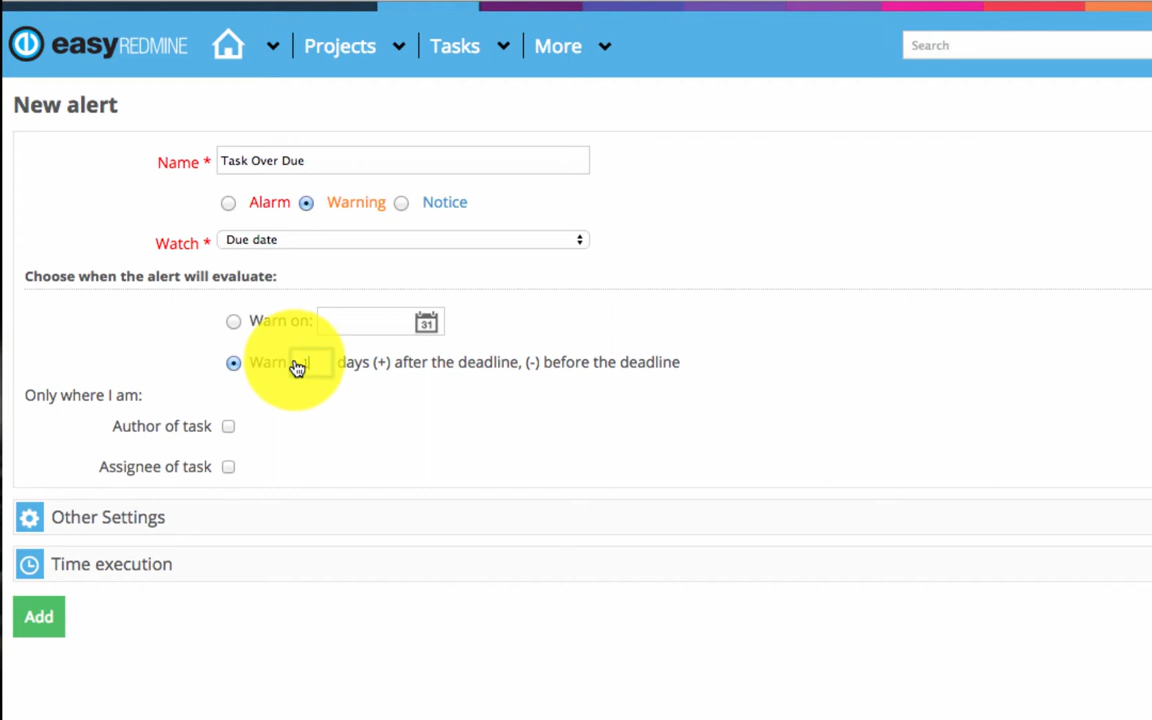 easyREDMINE Projects Tasks More Search
New alert
Name * Task Over Due
Alarm Warning Notice
Watch * Due date
Choose when the alert will evaluate:
Warn on: 31
Warn days (+) after the deadline, (-) before the deadline
Only where I am:
Author of task
Assignee of task
Other Settings
Time execution
Add